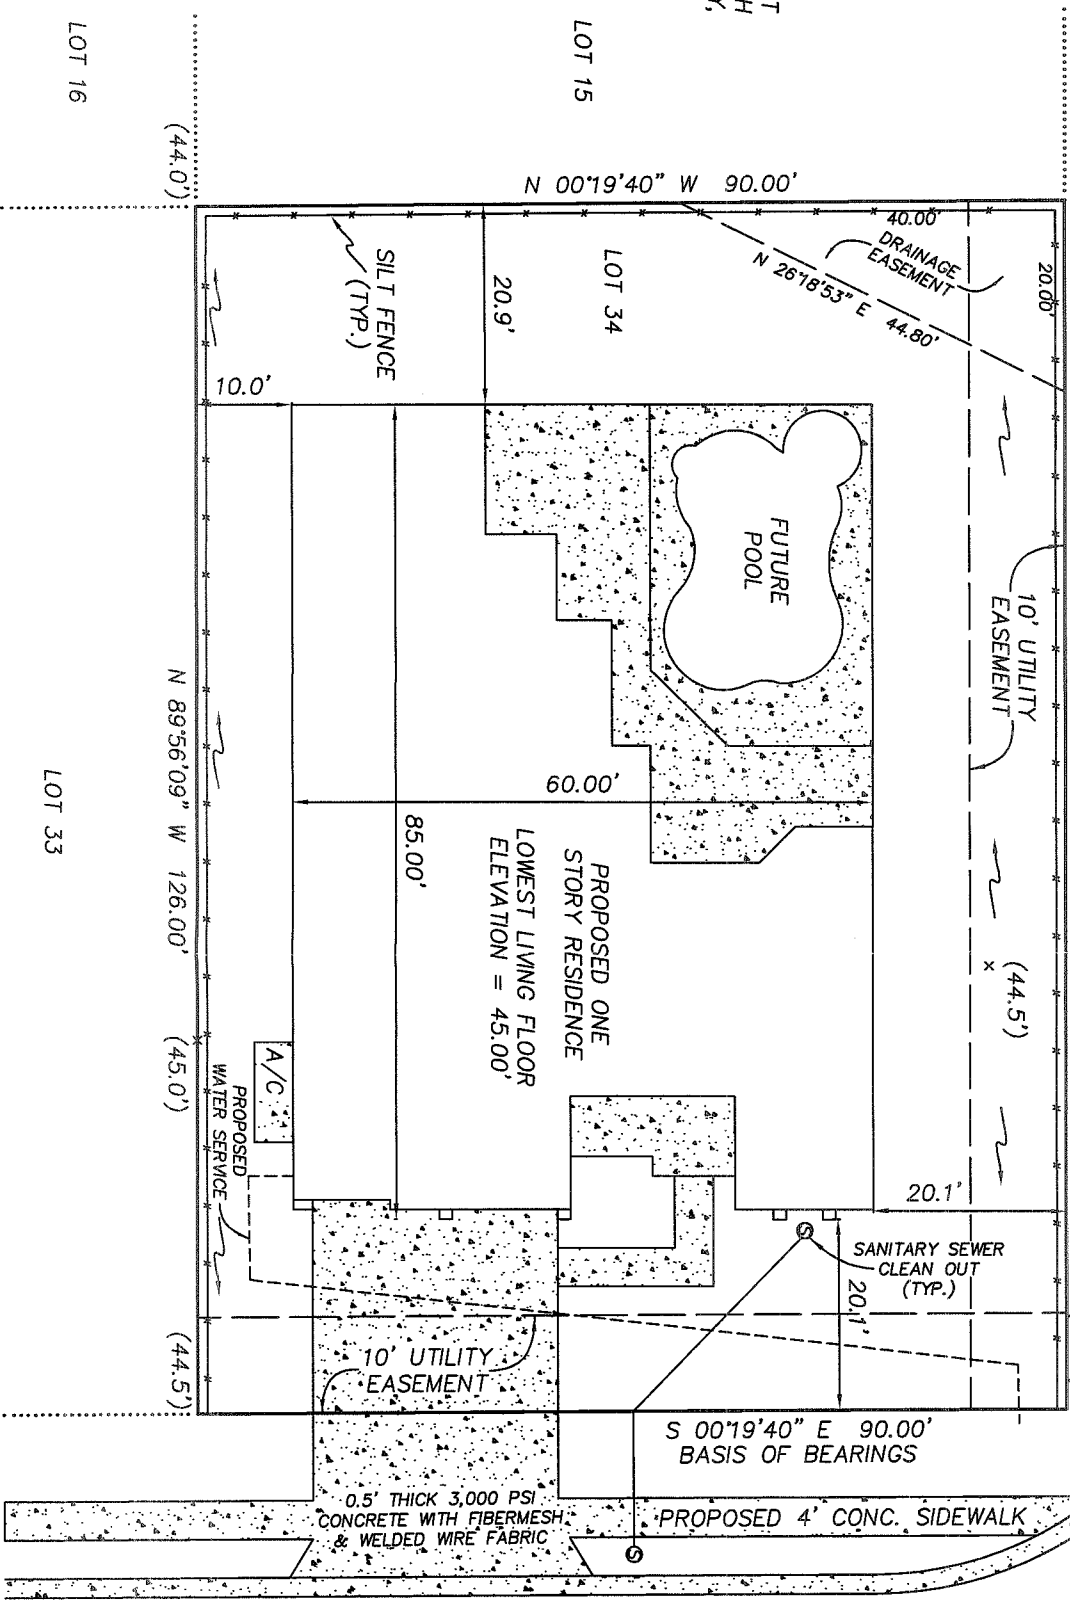 T
H
Y,
LOT 15
LOT 16
(44.0')
N 00°19'40" W 90.00'
40.00'
DRAINAGE
EASEMENT
20.00'
N 26°18'53" E 44.80'
LOT 34
SILT FENCE
(TYP.)
20.9'
10.0'
FUTURE
POOL
10' UTILITY
EASEMENT
60.00'
85.00'
PROPOSED ONE
STORY RESIDENCE
LOWEST LIVING FLOOR
ELEVATION = 45.00'
N 89°56'09" W 126.00'
LOT 33
(44.5')
×
(45.0')
A/C
PROPOSED
WATER SERVICE
20.1'
SANITARY SEWER
CLEAN OUT
(TYP.)
20.1'
S
10' UTILITY
EASEMENT
(44.5')
S 00°19'40" E 90.00'
BASIS OF BEARINGS
0.5' THICK 3,000 PSI
CONCRETE WITH FIBERMESH
& WELDED WIRE FABRIC
PROPOSED 4' CONC. SIDEWALK
S